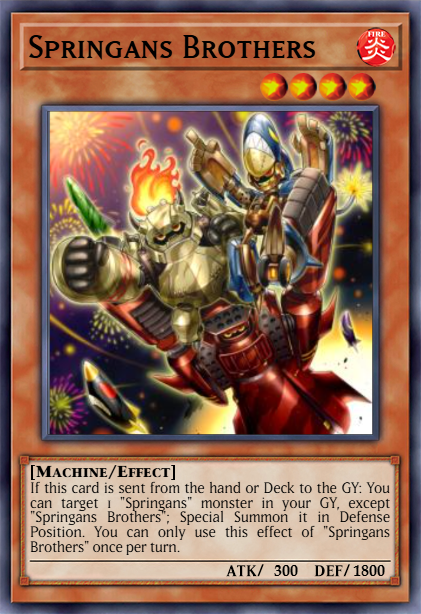 SPRINGANS BROTHERS
FIRE
炎
[MACHINE/EFFECT]
If this card is sent from the hand or Deck to the GY: You
can target 1 "Springans" monster in your GY, except
"Springans Brothers"; Special Summon it in Defense
Position. You can only use this effect of "Springans
Brothers" once per turn.
ATK/ 300 DEF/1800